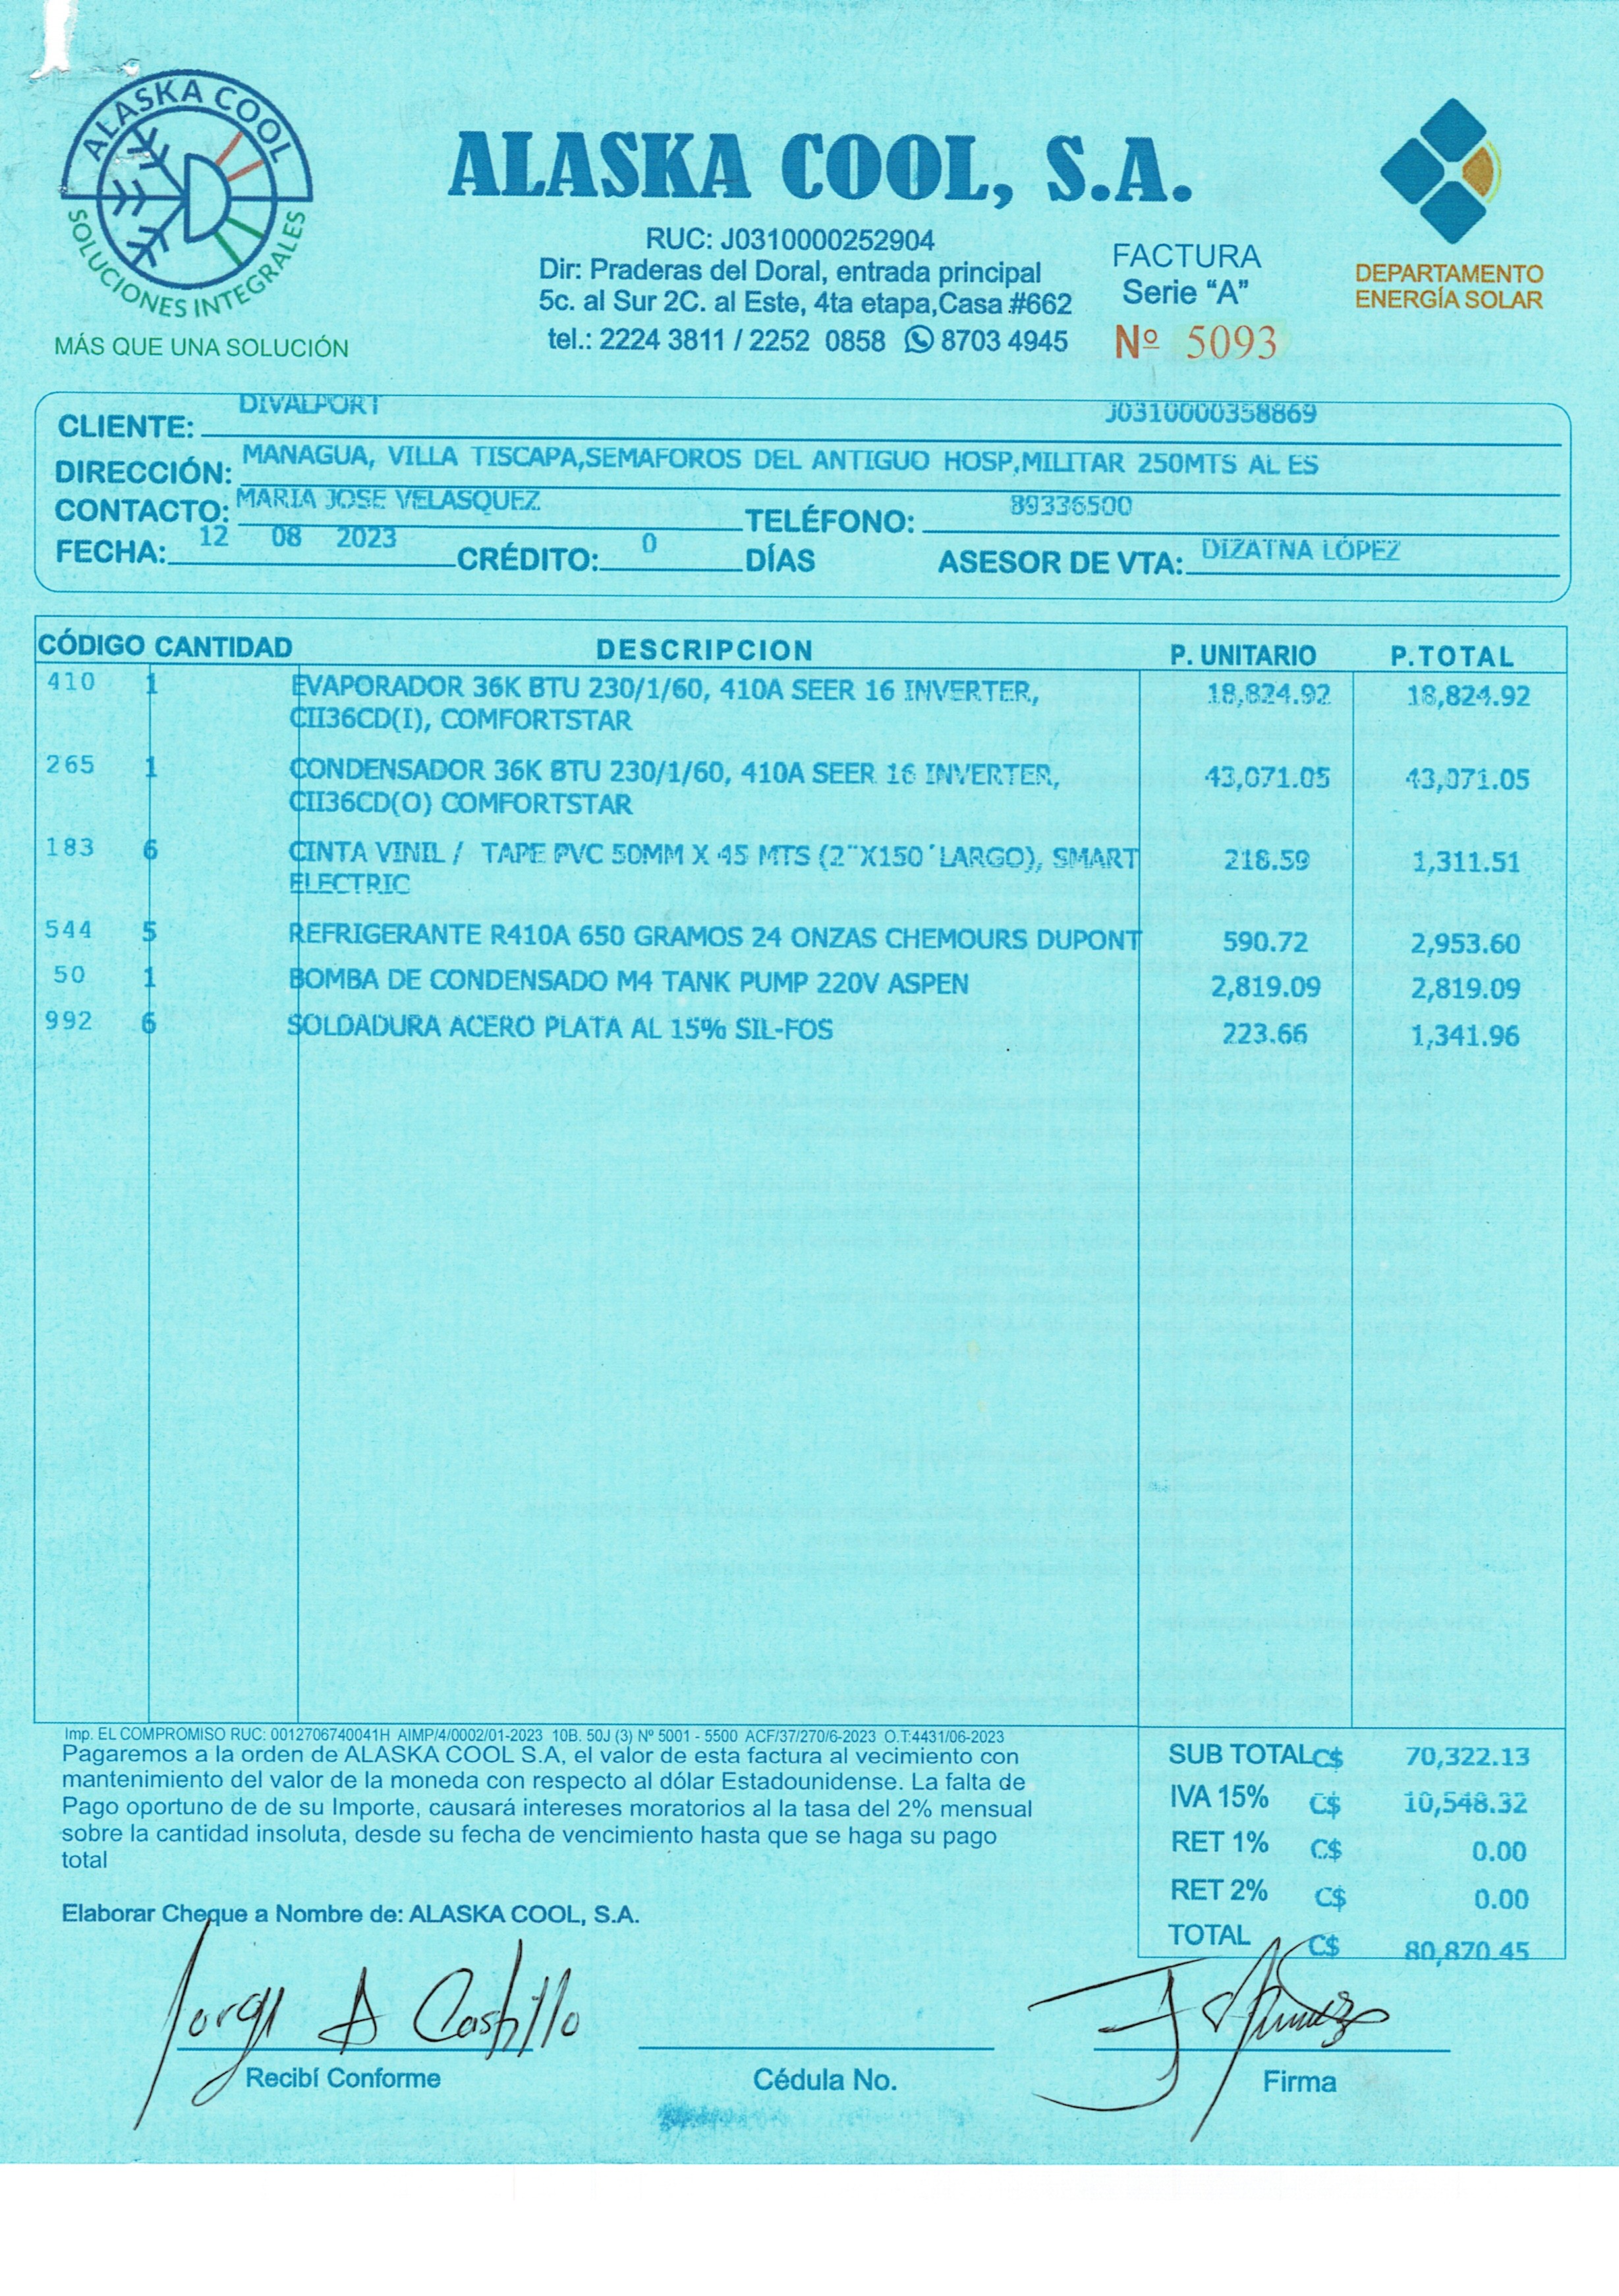 ALASKA COOL
SOLUCIONES INTEGRALES
MÁS QUE UNA SOLUCIÓN
ALASKA COOL, S.A.
RUC: J0310000252904
Dir: Praderas del Doral, entrada principal
5c. al Sur 2C. al Este, 4ta etapa,Casa #662
tel.: 2224 3811 / 2252 0858 8703 4945
FACTURA
Serie “A”
Nº 5093
DEPARTAMENTO
ENERGÍA SOLAR
CLIENTE: DIVALPORT J0310000358869
DIRECCIÓN: MANAGUA, VILLA TISCAPA,SEMAFOROS DEL ANTIGUO HOSP,MILITAR 250MTS AL ES
CONTACTO: MARIA JOSE VELASQUEZ TELÉFONO: 89336500
FECHA: 12 08 2023 CRÉDITO: 0 DÍAS ASESOR DE VTA: DIZATNA LÓPEZ
CÓDIGO CANTIDAD DESCRIPCION P. UNITARIO P.TOTAL
410 1 EVAPORADOR 36K BTU 230/1/60, 410A SEER 16 INVERTER, 18,824.92 18,824.92
CII36CD(I), COMFORTSTAR
265 1 CONDENSADOR 36K BTU 230/1/60, 410A SEER 16 INVERTER, 43,071.05 43,071.05
CII36CD(O) COMFORTSTAR
183 6 CINTA VINIL / TAPE PVC 50MM X 45 MTS (2¨X150´LARGO), SMART 218.59 1,311.51
ELECTRIC
544 5 REFRIGERANTE R410A 650 GRAMOS 24 ONZAS CHEMOURS DUPONT 590.72 2,953.60
50 1 BOMBA DE CONDENSADO M4 TANK PUMP 220V ASPEN 2,819.09 2,819.09
992 6 SOLDADURA ACERO PLATA AL 15% SIL-FOS 223.66 1,341.96
Imp. EL COMPROMISO RUC: 0012706740041H AIMP/4/0002/01-2023 10B. 50J (3) Nº 5001 - 5500 ACF/37/270/6-2023 O.T:4431/06-2023
Pagaremos a la orden de ALASKA COOL S.A, el valor de esta factura al vecimiento con
mantenimiento del valor de la moneda con respecto al dólar Estadounidense. La falta de
Pago oportuno de de su Importe, causará intereses moratorios al la tasa del 2% mensual
sobre la cantidad insoluta, desde su fecha de vencimiento hasta que se haga su pago
total
Elaborar Cheque a Nombre de: ALASKA COOL, S.A.
SUB TOTAL C$ 70,322.13
IVA 15% C$ 10,548.32
RET 1% C$ 0.00
RET 2% C$ 0.00
TOTAL C$ 80,870.45
Jorge A Castillo
Recibí Conforme
Cédula No.
Firma